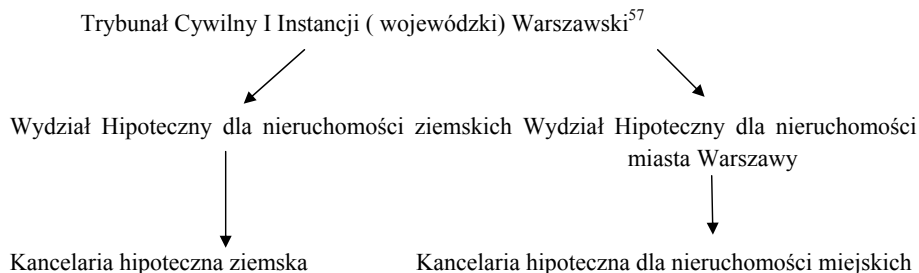 Trybunał Cywilny I Instancji ( wojewódzki) Warszawski57
Wydział Hipoteczny dla nieruchomości ziemskich Wydział Hipoteczny dla nieruchomości
miasta Warszawy
Kancelaria hipoteczna ziemska Kancelaria hipoteczna dla nieruchomości miejskich